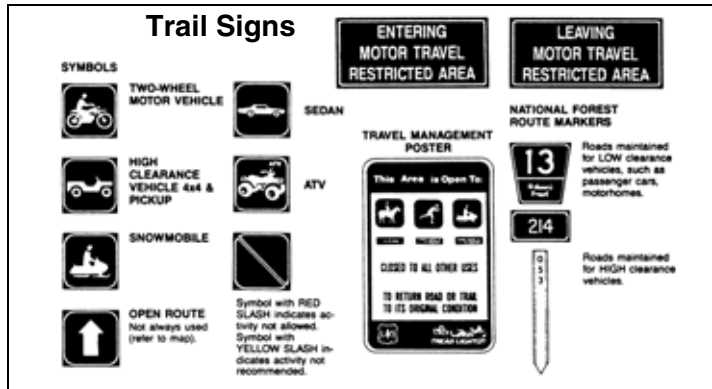 Trail Signs
ENTERING
MOTOR TRAVEL
RESTRICTED AREA
LEAVING
MOTOR TRAVEL
RESTRICTED AREA
SYMBOLS
TWO-WHEEL
MOTOR VEHICLE
SEDAN
HIGH
CLEARANCE
VEHICLE 4x4 &
PICKUP
ATV
SNOWMOBILE
OPEN ROUTE
Not always used
(refer to map).
Symbol with RED
SLASH indicates ac-
tivity not allowed.
Symbol with
YELLOW SLASH in-
dicates activity not
recommended.
TRAVEL MANAGEMENT
POSTER
This Area is Open To:
CLOSED TO ALL OTHER USES
TO RETURN ROAD OR TRAIL
TO ITS ORIGINAL CONDITION
TREAD LIGHTLY!
NATIONAL FOREST
ROUTE MARKERS
13
Roads maintained
for LOW clearance
vehicles, such as
passenger cars,
motorhomes.
214
0
5
3
Roads maintained
for HIGH clearance
vehicles.